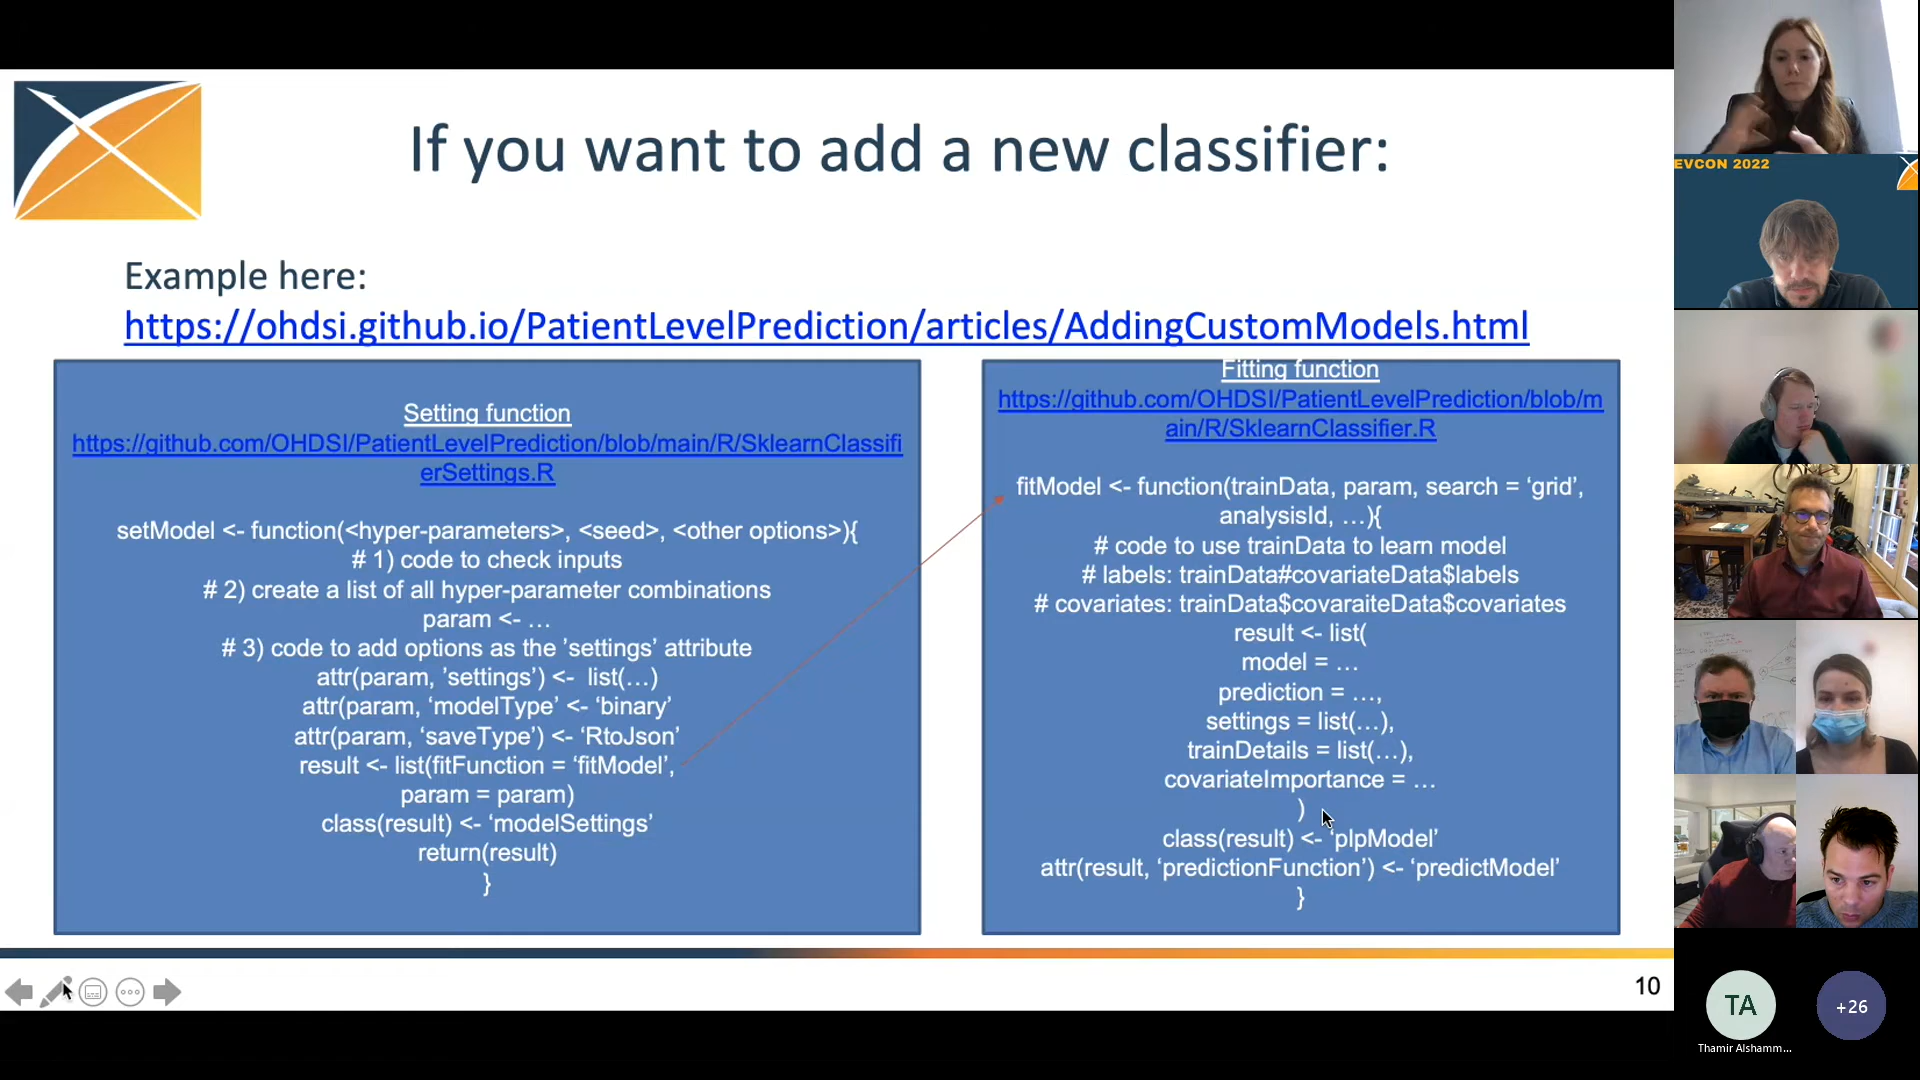 If you want to add a new classifier:
Example here:
https://ohdsi.github.io/PatientLevelPrediction/articles/AddingCustomModels.html
Setting function
https://github.com/OHDSI/PatientLevelPrediction/blob/main/R/SklearnClassifi
erSettings.R
setModel <- function(<hyper-parameters>, <seed>, <other options>){
# 1) code to check inputs
# 2) create a list of all hyper-parameter combinations
param <- …
# 3) code to add options as the ’settings’ attribute
attr(param, ’settings’) <- list(…)
attr(param, ‘modelType’ <- ‘binary’
attr(param, ‘saveType’) <- ‘RtoJson’
result <- list(fitFunction = ‘fitModel’,
param = param)
class(result) <- ‘modelSettings’
return(result)
}
Fitting function
https://github.com/OHDSI/PatientLevelPrediction/blob/m
ain/R/SklearnClassifier.R
fitModel <- function(trainData, param, search = ‘grid’,
analysisId, …){
# code to use trainData to learn model
# labels: trainData#covariateData$labels
# covariates: trainData$covaraiteData$covariates
result <- list(
model = …
prediction = …,
settings = list(…),
trainDetails = list(…),
covariateImportance = …
)
class(result) <- ‘plpModel’
attr(result, ‘predictionFunction’) <- ‘predictModel’
}
10
EVCON 2022
TA
+26
Thamir Alshamm...